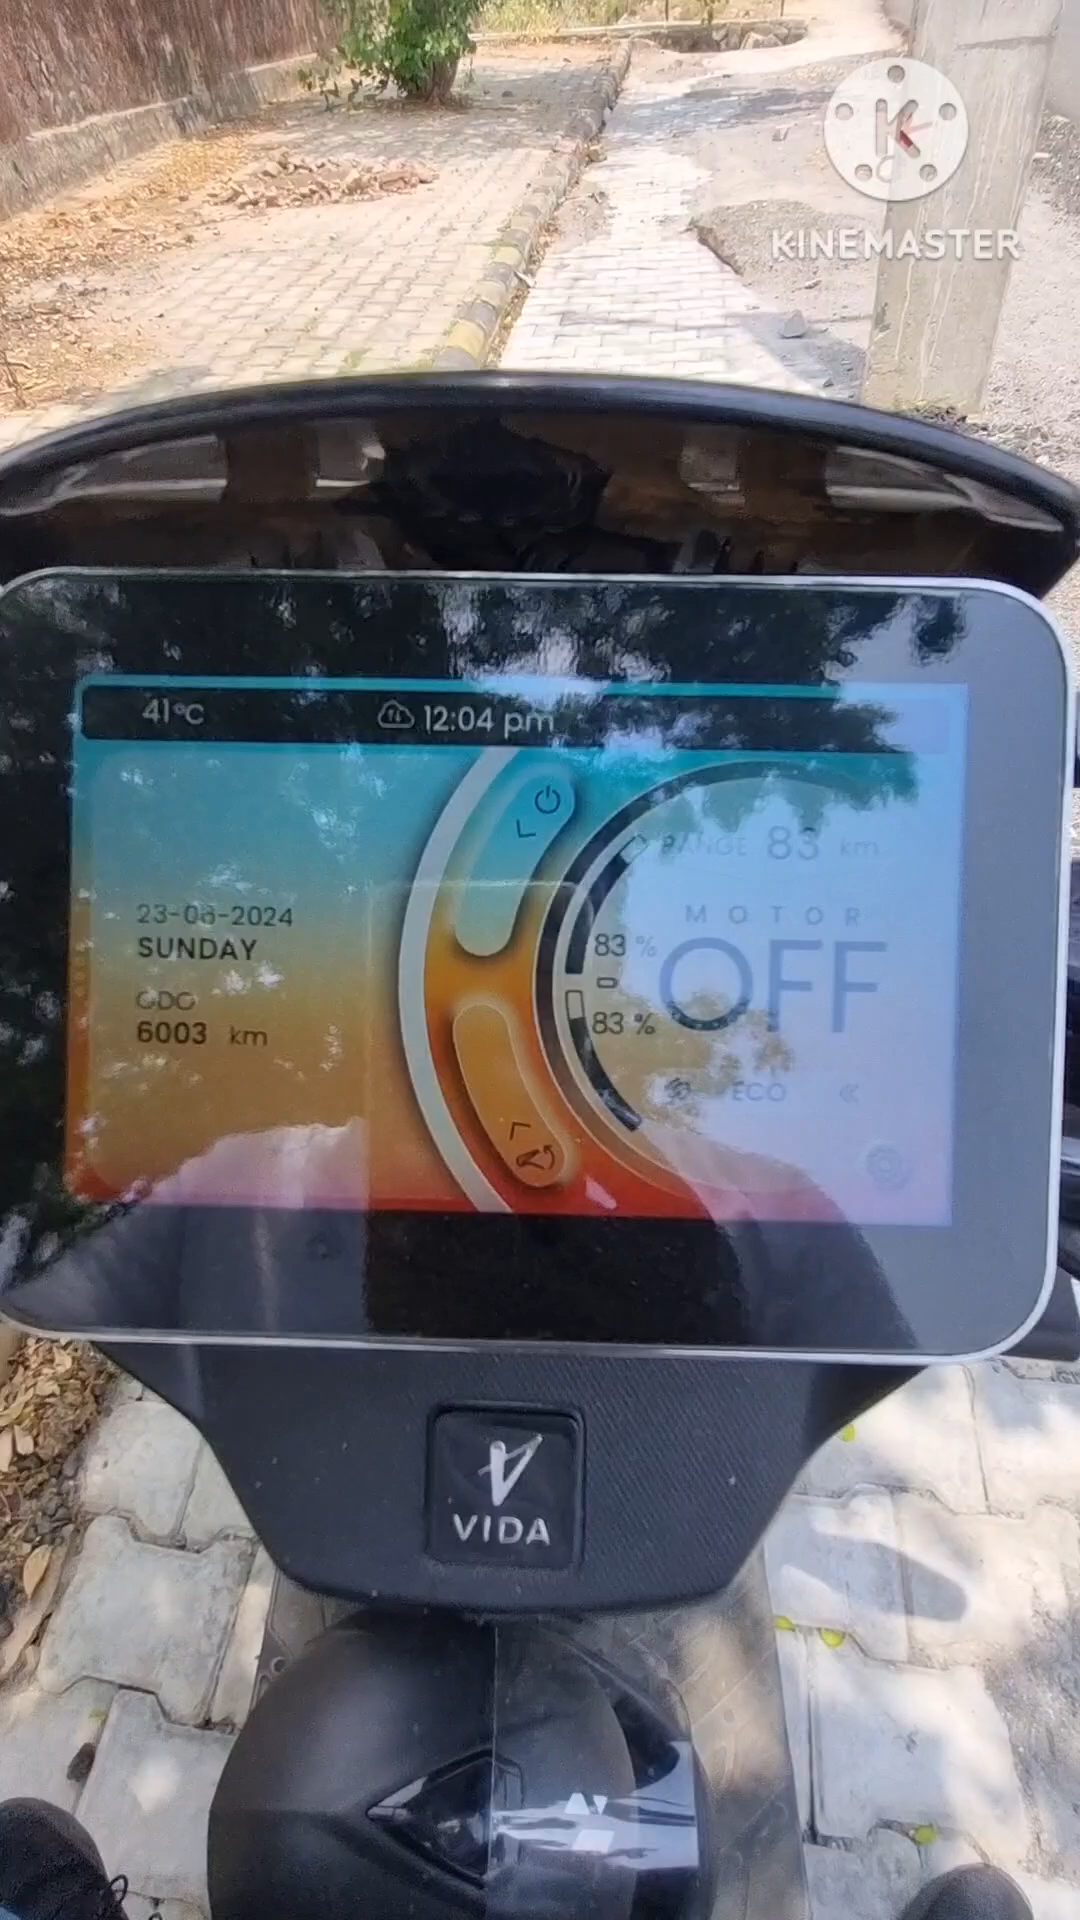 KINEMASTER
41°C
12:04 pm
RANGE 83 km
MOTOR
OFF
83 %
83 %
23-06-2024
SUNDAY
ODO
6003 km
ECO
VIDA